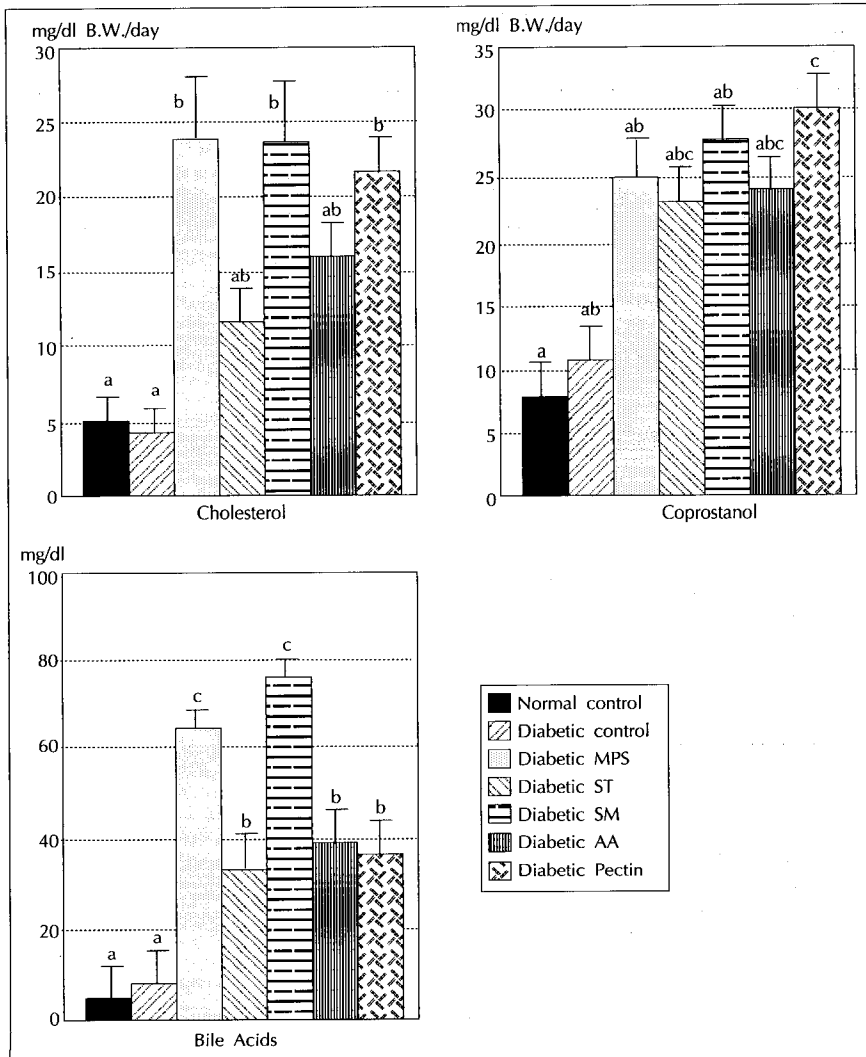 mg/dl B.W./day
30
25
20
15
10
5
0
b
b
b
ab
ab
a
a
Cholesterol
mg/dl B.W./day
35
30
25
20
15
10
5
0
c
ab
ab
abc
abc
ab
a
Coprostanol
mg/dl
100
80
60
40
20
0
c
c
b
b
b
a
a
Bile Acids
Normal control
Diabetic control
Diabetic MPS
Diabetic ST
Diabetic SM
Diabetic AA
Diabetic Pectin